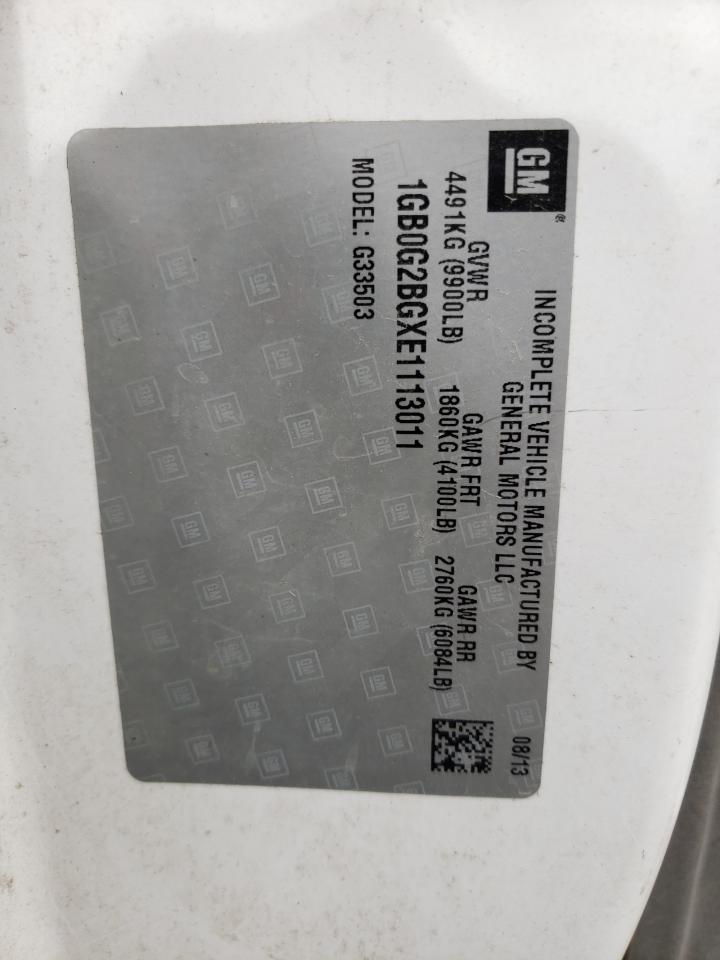 GM ®
INCOMPLETE VEHICLE MANUFACTURED BY 08/13
GENERAL MOTORS LLC
GVWR GAWR FRT GAWR RR
4491KG (9900LB) 1860KG (4100LB) 2760KG (6084LB)
1GB0G2BGXE1113011
MODEL: G33503